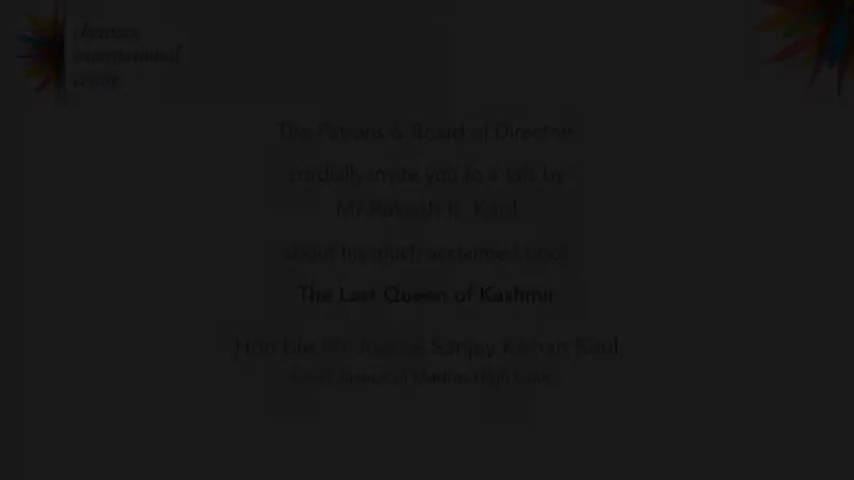 chennai
international
centre
The Patrons & Board of Directors
cordially invite you to a talk by
Mr Rakesh K. Kaul
about his much acclaimed book
The Last Queen of Kashmir
Hon'ble Mr. Justice Sanjay Kishan Kaul
Chief Justice of Madras High Court